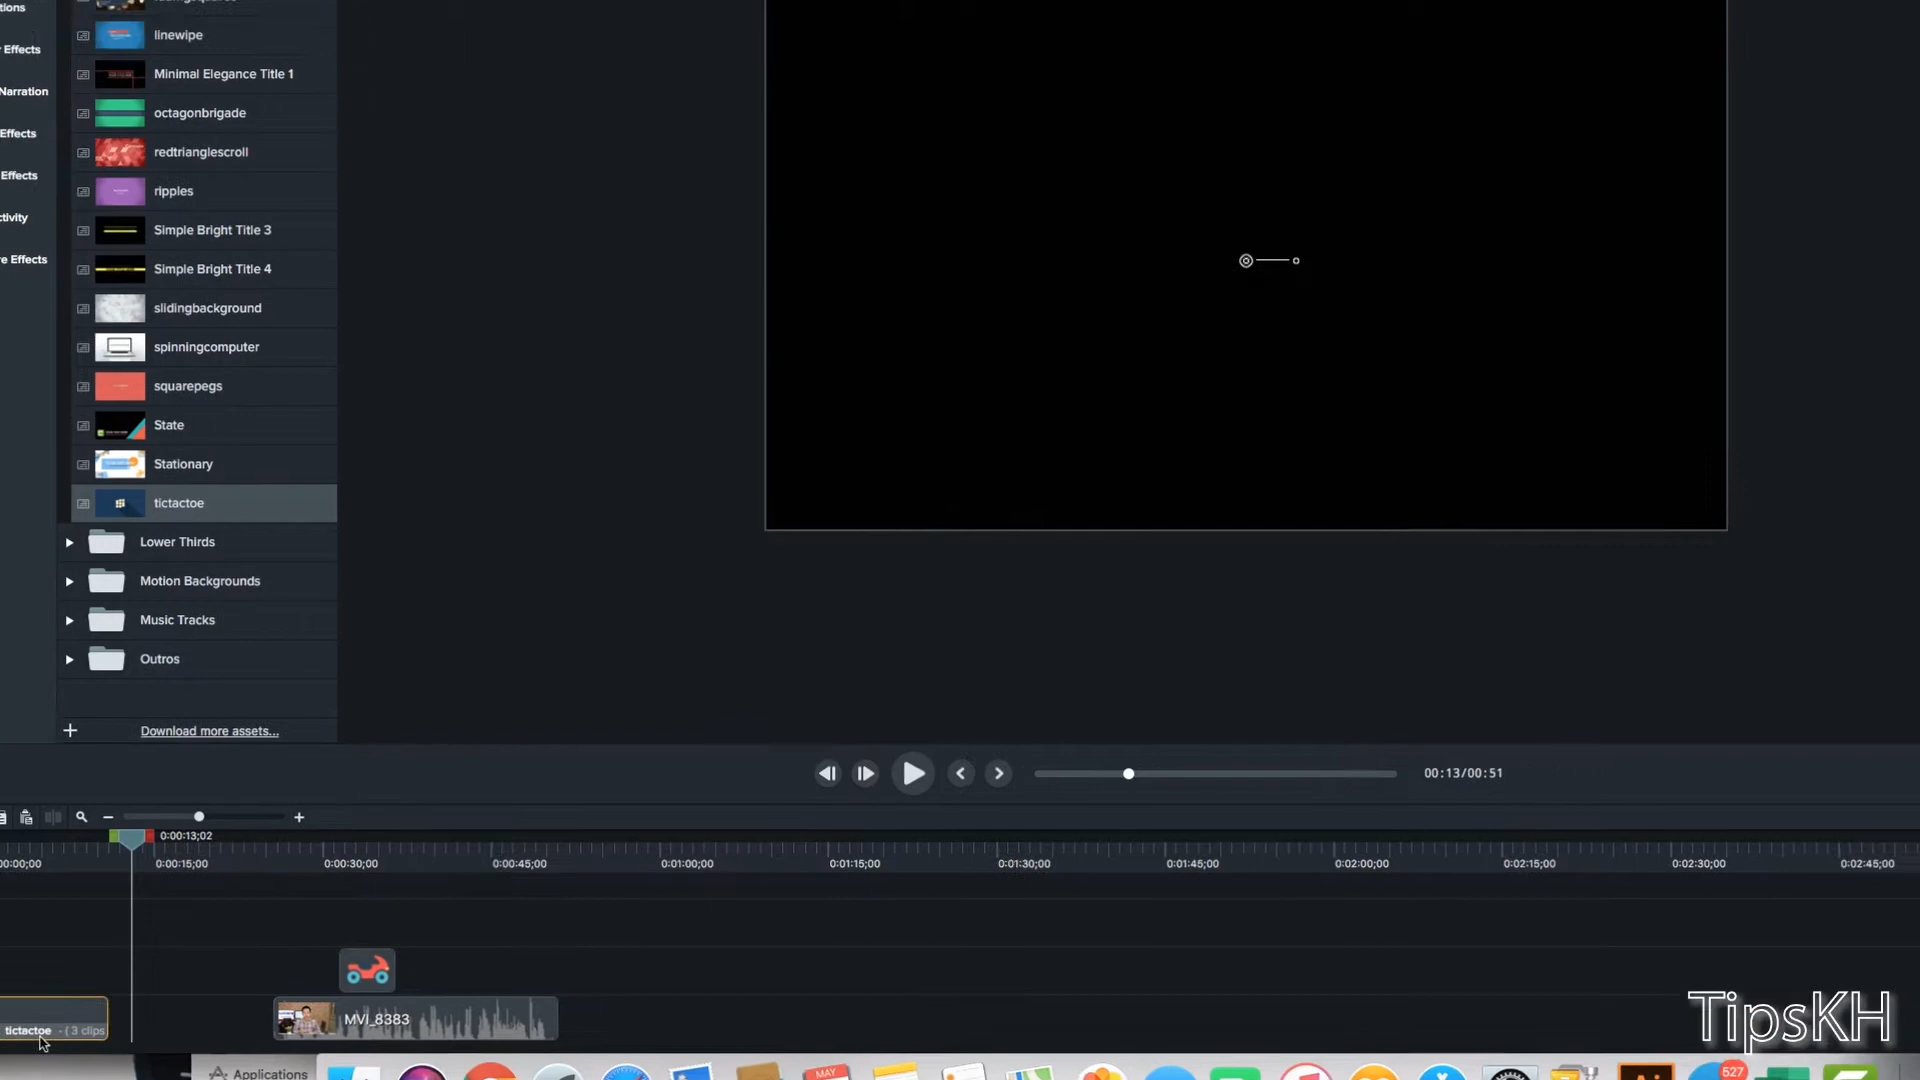 tions
linewipe
Effects
Minimal Elegance Title 1
Narration
octagonbrigade
Effects
redtrianglescroll
Effects
ripples
ctivity
Simple Bright Title 3
e Effects
Simple Bright Title 4
slidingbackground
spinningcomputer
squarepegs
State
Stationary
tictactoe
Lower Thirds
Motion Backgrounds
Music Tracks
Outros
+ Download more assets...
00:13/00:51
0:00:13;02
00:00;00 0:00:15;00 0:00:30;00 0:00:45;00 0:01:00;00 0:01:15;00 0:01:30;00 0:01:45;00 0:02:00;00 0:02:15;00 0:02:30;00 0:02:45;00
MVI_8383
tictactoe - ( 3 clips
TipsKH
Applications
MAY
527